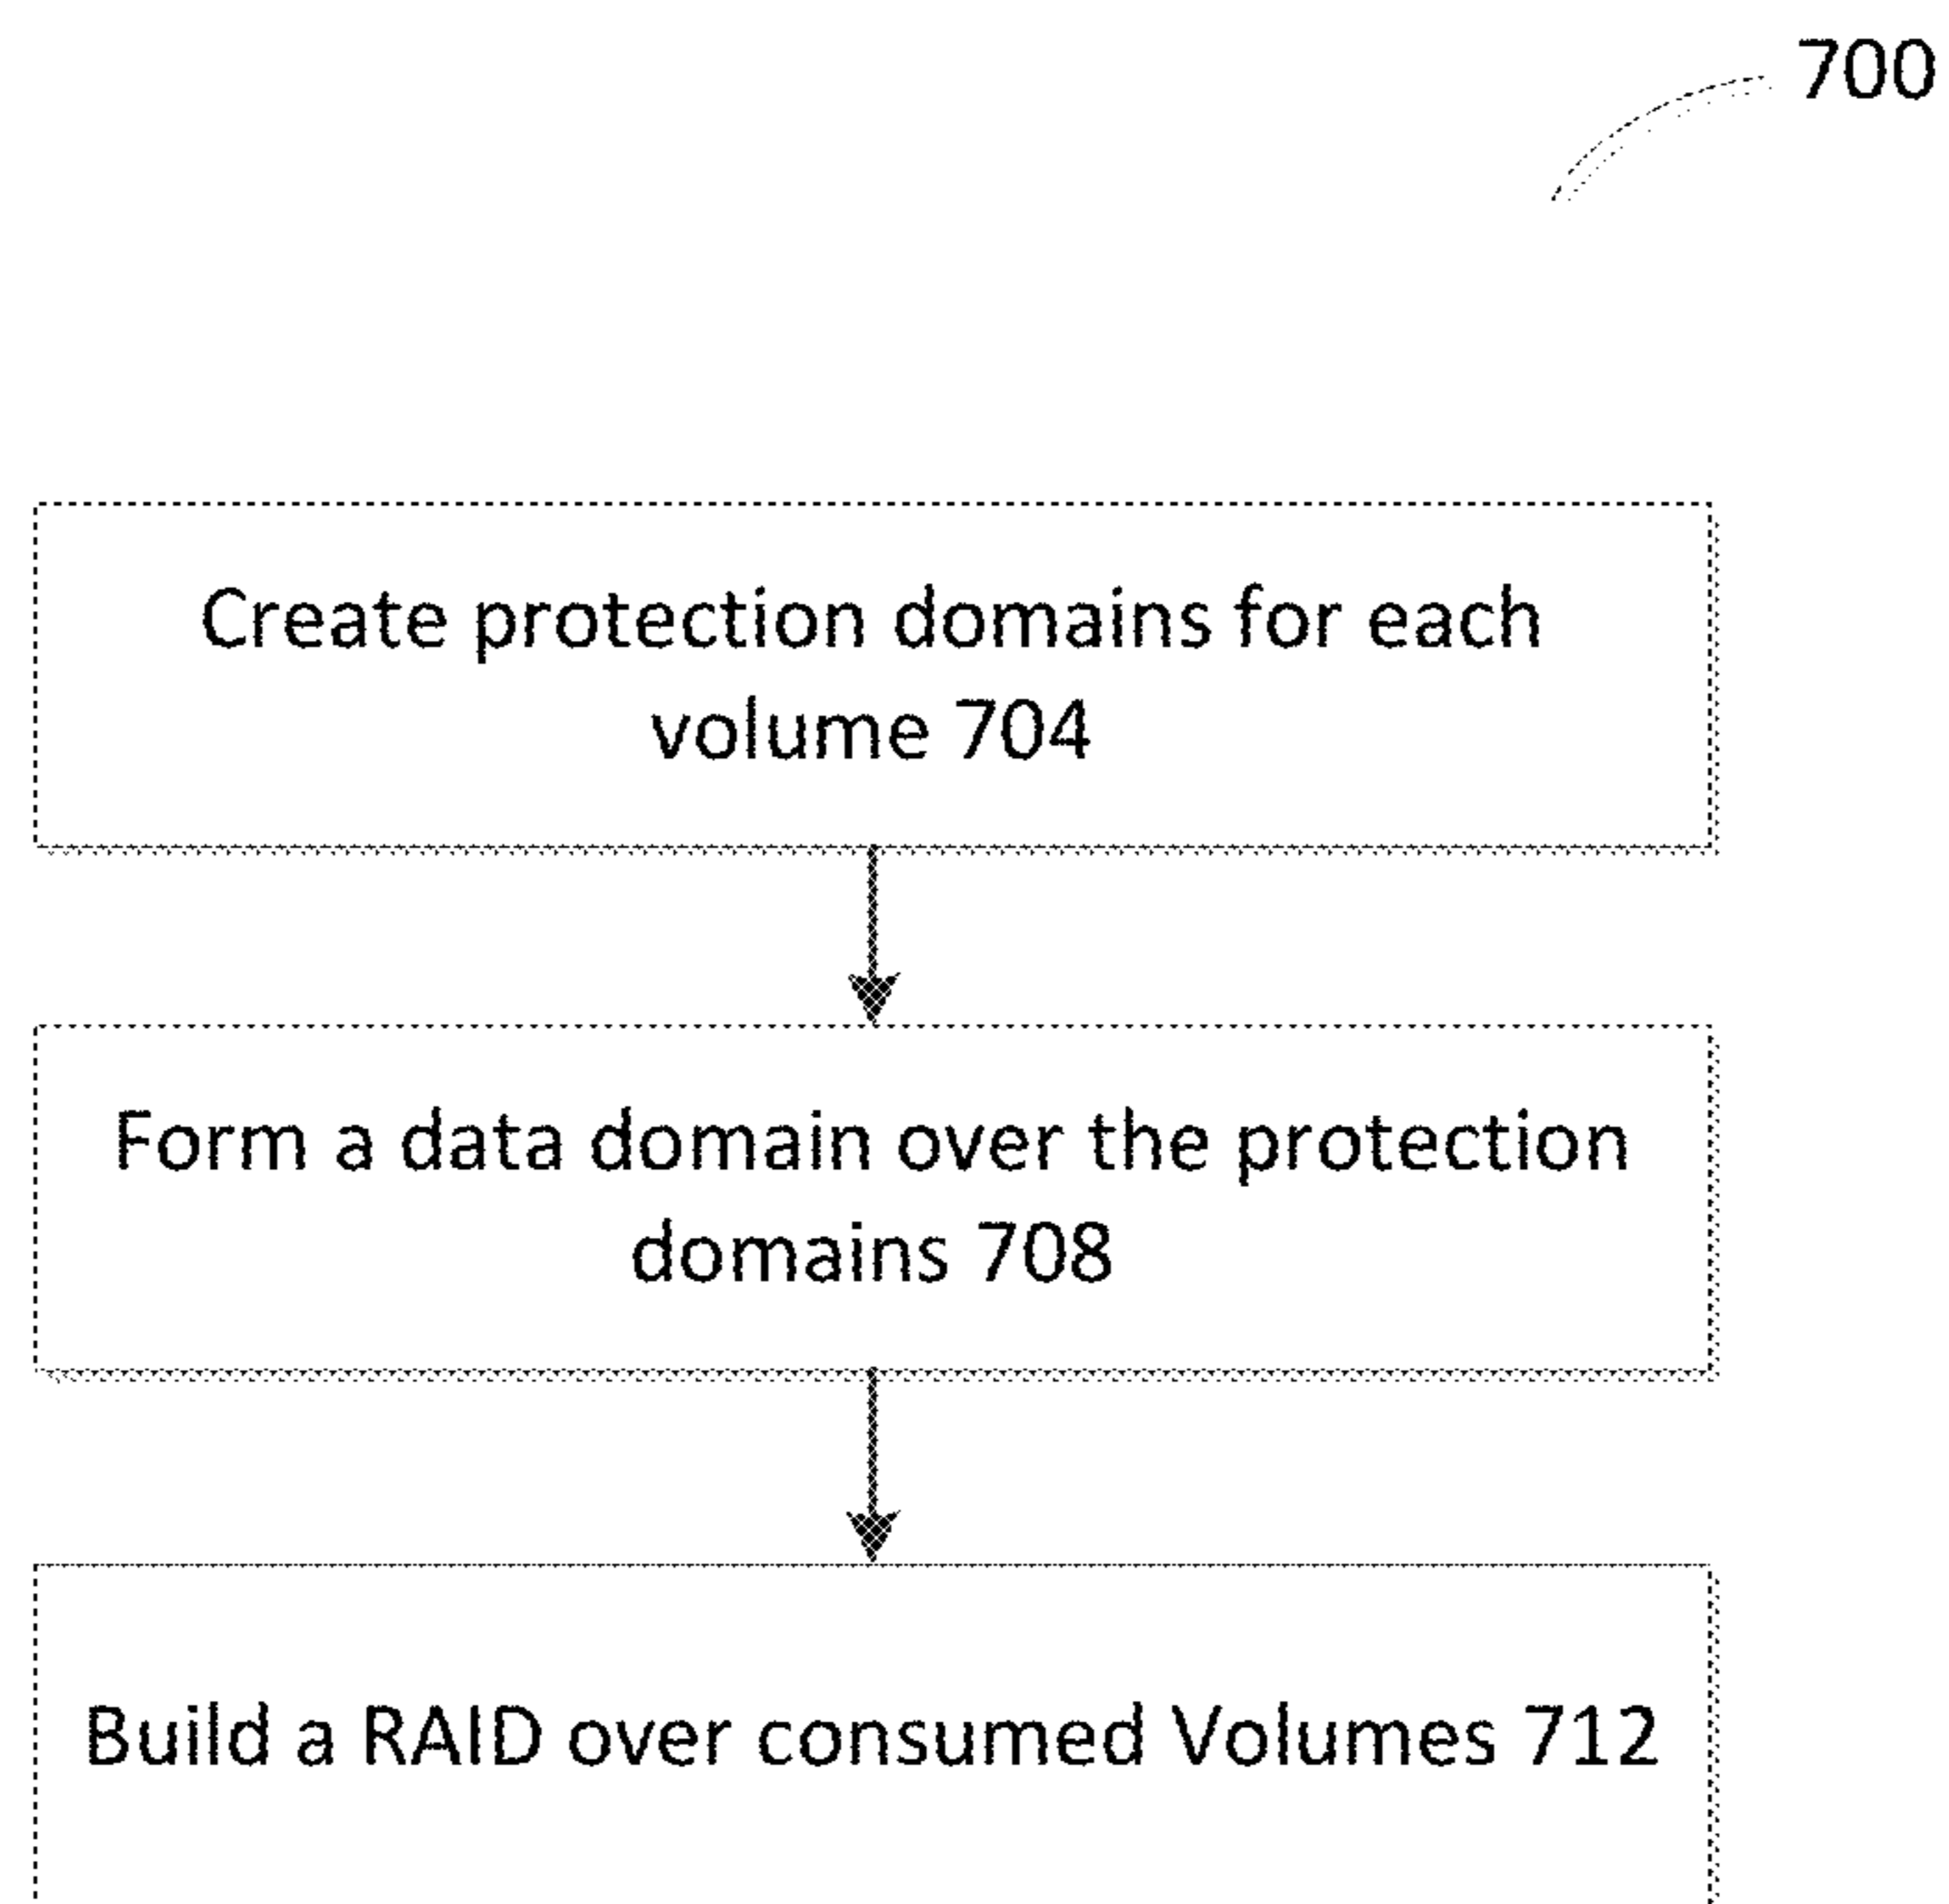 700
Create protection domains for each
volume 704
Form a data domain over the protection
domains 708
Build a RAID over consumed Volumes 712